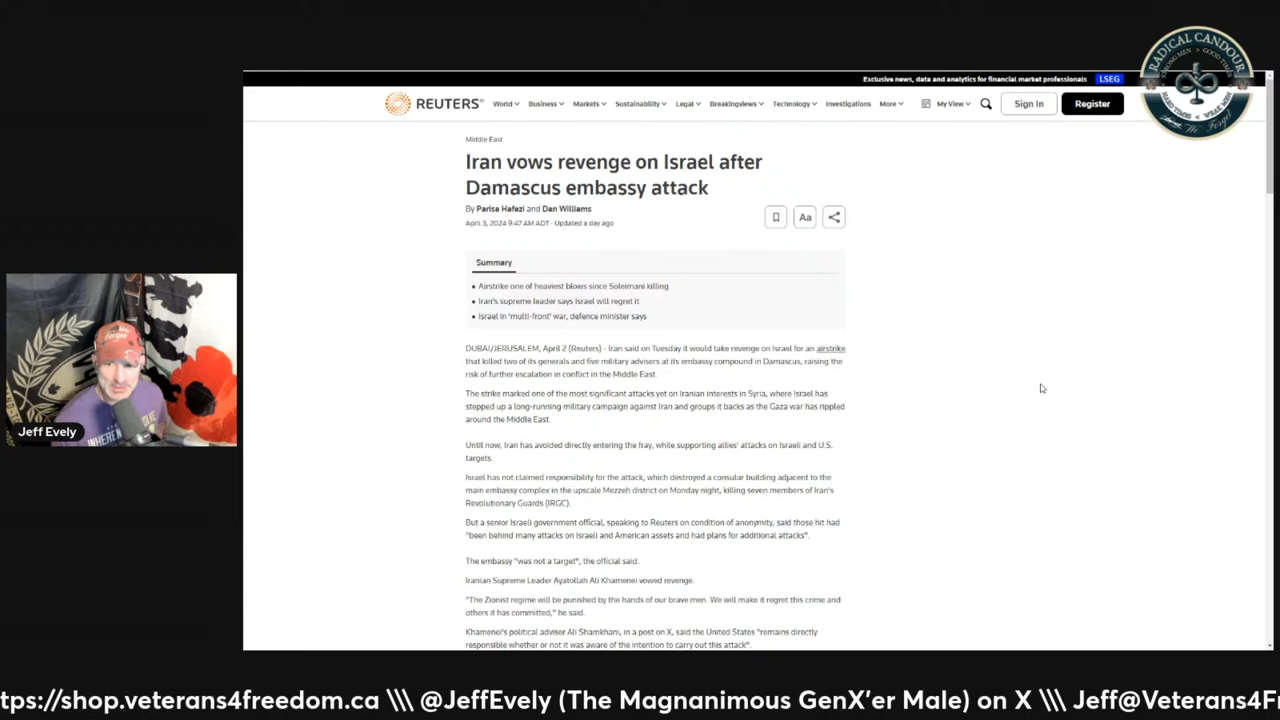 Exclusive news, data and analytics for financial market professionals LSEG
RADICAL CANDOUR
REUTERS® World Business Markets Sustainability Legal Breakingviews Technology Investigations More My View Sign In Register
Middle East
Iran vows revenge on Israel after
Damascus embassy attack
By Parisa Hafezi and Dan Williams
April 3, 2024 9:47 AM ADT · Updated a day ago
Aa
Summary
Airstrike one of heaviest blows since Soleimani killing
Iran's supreme leader says Israel will regret it
Israel in 'multi-front' war, defence minister says
DUBAI/JERUSALEM, April 2 (Reuters) - Iran said on Tuesday it would take revenge on Israel for an airstrike
that killed two of its generals and five military advisers at its embassy compound in Damascus, raising the
risk of further escalation in conflict in the Middle East.
The strike marked one of the most significant attacks yet on Iranian interests in Syria, where Israel has
stepped up a long-running military campaign against Iran and groups it backs as the Gaza war has rippled
around the Middle East.
Until now, Iran has avoided directly entering the fray, while supporting allies' attacks on Israeli and U.S.
targets.
Israel has not claimed responsibility for the attack, which destroyed a consular building adjacent to the
main embassy complex in the upscale Mezzeh district on Monday night, killing seven members of Iran's
Revolutionary Guards (IRGC).
But a senior Israeli government official, speaking to Reuters on condition of anonymity, said those hit had
"been behind many attacks on Israeli and American assets and had plans for additional attacks".
The embassy "was not a target", the official said.
Iranian Supreme Leader Ayatollah Ali Khamenei vowed revenge.
"The Zionist regime will be punished by the hands of our brave men. We will make it regret this crime and
others it has committed," he said.
Khamenei's political adviser Ali Shamkhani, in a post on X, said the United States "remains directly
responsible whether or not it was aware of the intention to carry out this attack".
Jeff Evely
tps://shop.veterans4freedom.ca \\\ @JeffEvely (The Magnanimous GenX'er Male) on X \\\ Jeff@Veterans4F